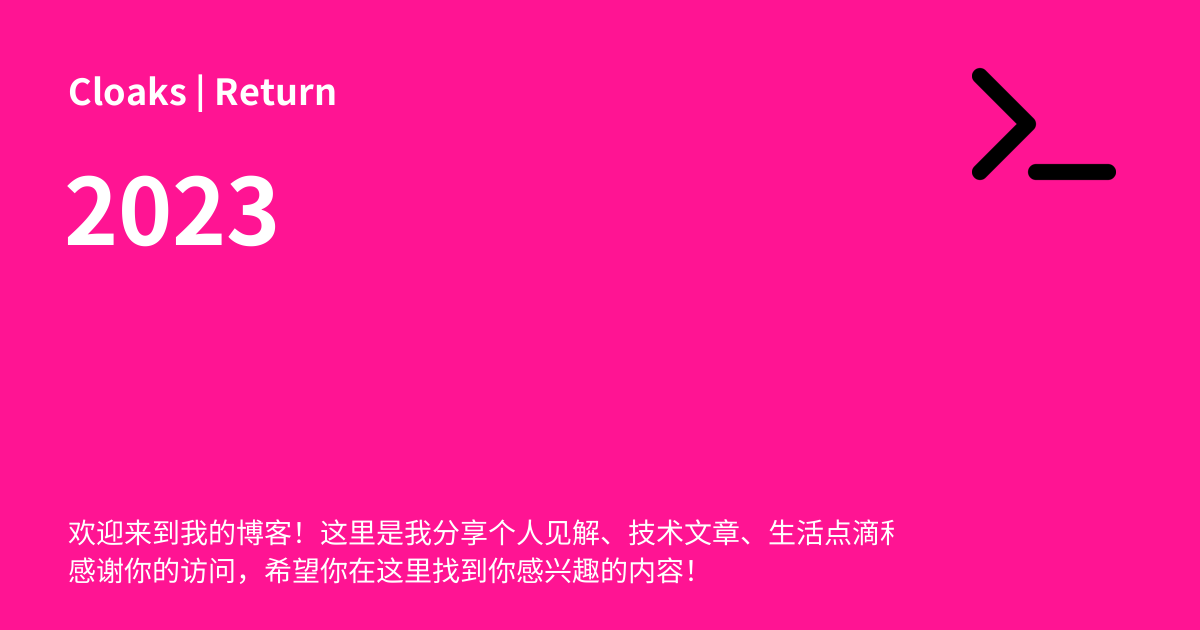 Cloaks | Return
2023
欢迎来到我的博客！这里是我分享个人见解、技术文章、生活点滴
感谢你的访问，希望你在这里找到你感兴趣的内容！